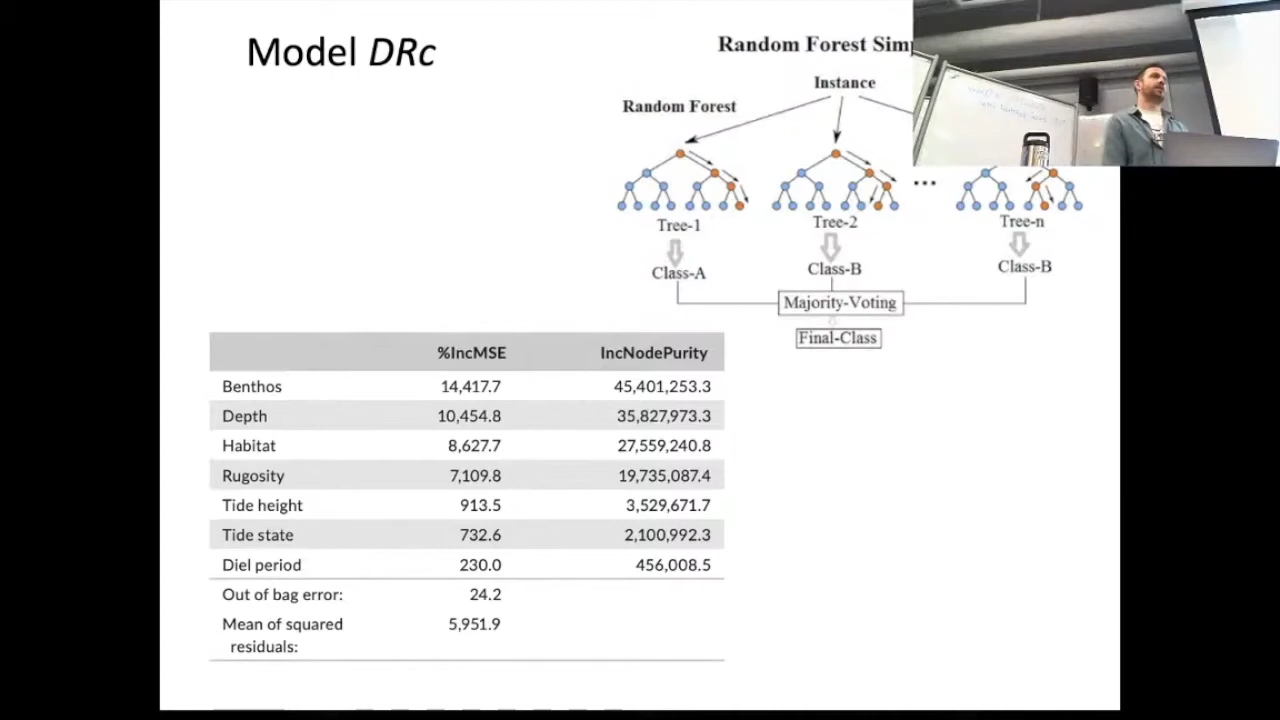 Model DRc
Random Forest Sim
Instance
Random Forest
Tree-1
Tree-2
...
Tree-n
Class-A
Class-B
Class-B
Majority-Voting
Final-Class
%IncMSE IncNodePurity
Benthos 14,417.7 45,401,253.3
Depth 10,454.8 35,827,973.3
Habitat 8,627.7 27,559,240.8
Rugosity 7,109.8 19,735,087.4
Tide height 913.5 3,529,671.7
Tide state 732.6 2,100,992.3
Diel period 230.0 456,008.5
Out of bag error: 24.2
Mean of squared 5,951.9
residuals: